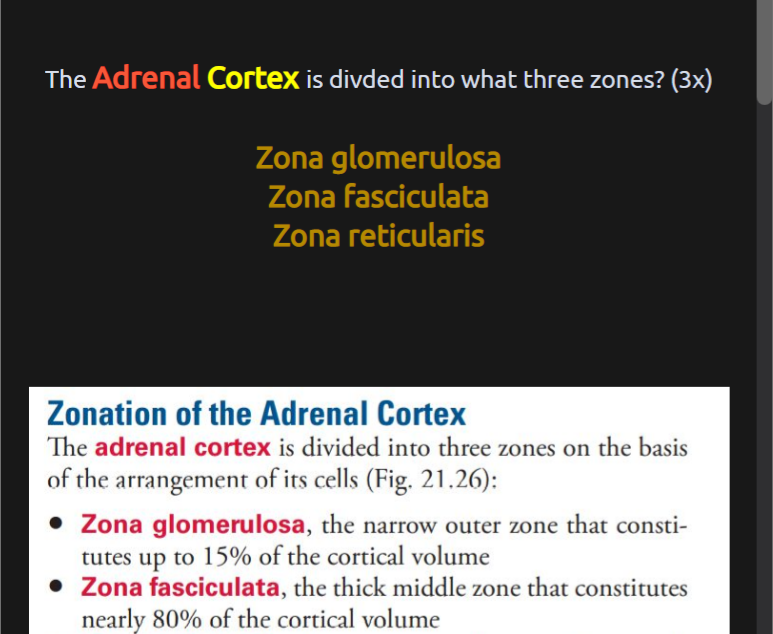 The Adrenal Cortex is divded into what three zones? (3x)
Zona glomerulosa
Zona fasciculata
Zona reticularis
Zonation of the Adrenal Cortex
The adrenal cortex is divided into three zones on the basis
of the arrangement of its cells (Fig. 21.26):
• Zona glomerulosa, the narrow outer zone that consti-
tutes up to 15% of the cortical volume
• Zona fasciculata, the thick middle zone that constitutes
nearly 80% of the cortical volume